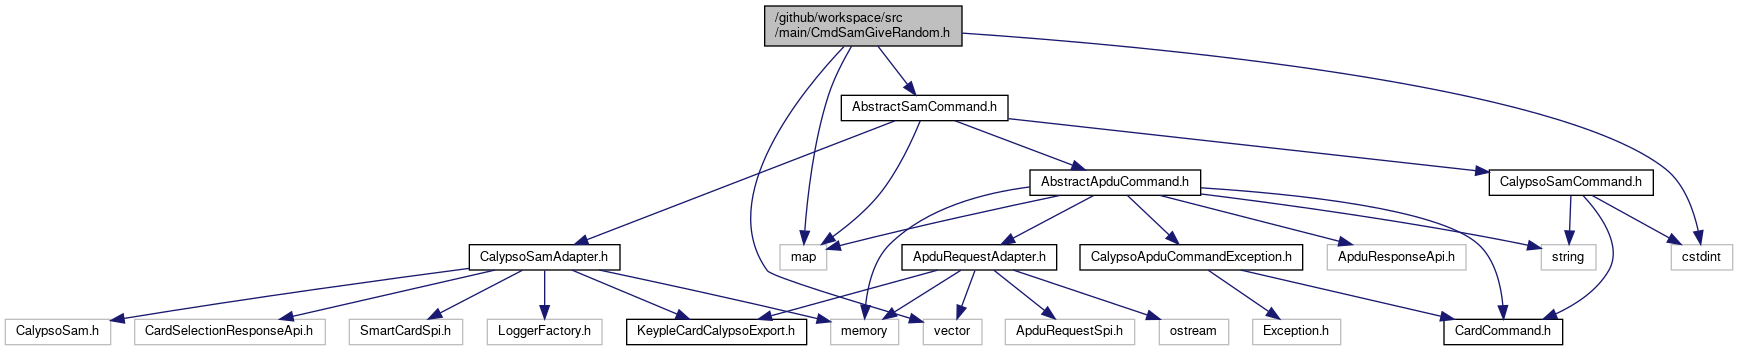 /github/workspace/src
/main/CmdSamGiveRandom.h
AbstractSamCommand.h
AbstractApduCommand.h
CalypsoSamCommand.h
CalypsoSamAdapter.h
map
ApduRequestAdapter.h
CalypsoApduCommandException.h
ApduResponseApi.h
string
cstdint
CalypsoSam.h
CardSelectionResponseApi.h
SmartCardSpi.h
LoggerFactory.h
KeypleCardCalypsoExport.h
memory
vector
ApduRequestSpi.h
ostream
Exception.h
CardCommand.h